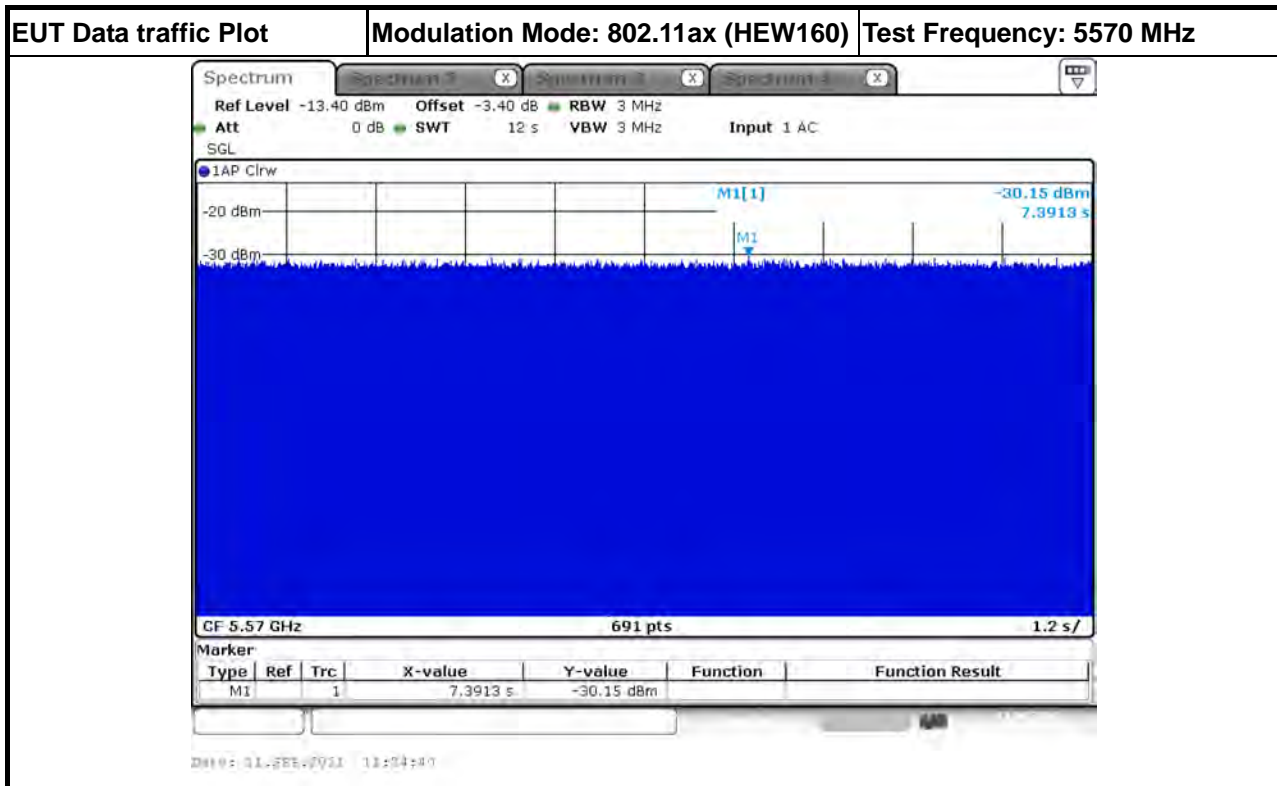 EUT Data traffic Plot Modulation Mode: 802.11ax (HEW160) Test Frequency: 5570 MHz
Spectrum X X X
Ref Level -13.40 dBm Offset -3.40 dB RBW 3 MHz
Att 0 dB SWT 12 s VBW 3 MHz Input 1 AC
SGL
1AP Clrw
M1[1] -30.15 dBm
7.3913 s
-20 dBm
M1
-30 dBm
CF 5.57 GHz 691 pts 1.2 s/
Marker
Type Ref Trc X-value Y-value Function Function Result
M1 1 7.3913 s -30.15 dBm